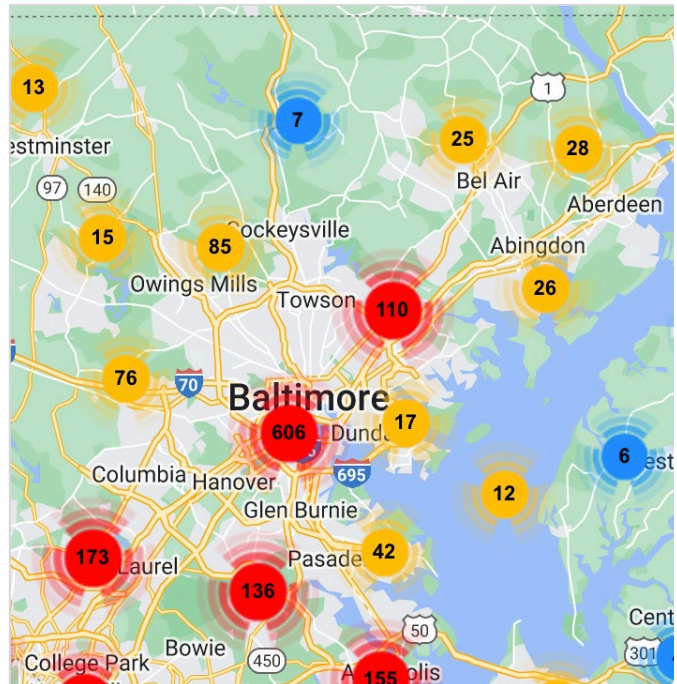 13
7
1
25
28
estminster
Bel Air
97
140
Aberdeen
15
85
ockeysville
Abingdon
Owings Mills
26
Towson
110
76
70
Baltimore
17
606
Dund
6
695
Columbia
Hanover
est
12
Glen Burnie
42
173
Laurel
Pasade
136
50
Cent
Bowie
301
450
College Park
155
olis